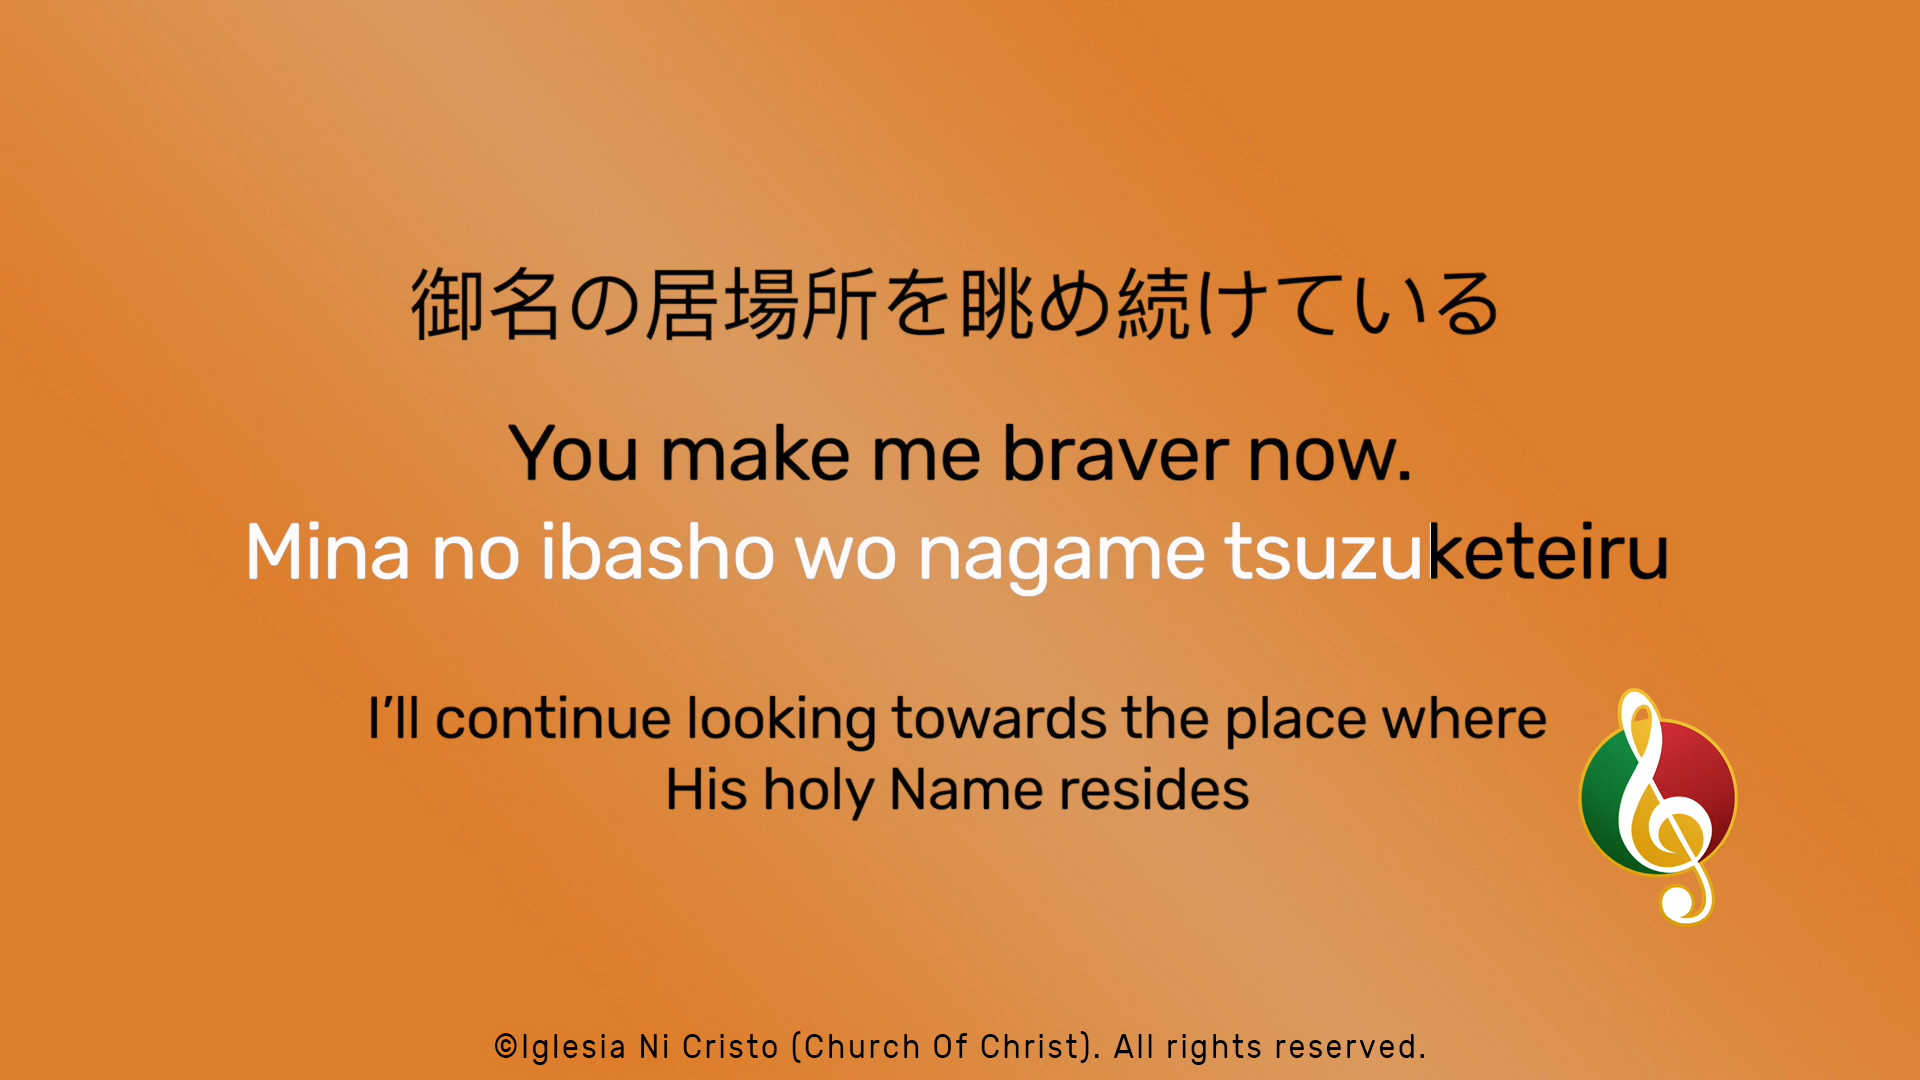 御名の居場所を眺め続けている
You make me braver now.
Mina no ibasho wo nagame tsuzuketeiru
I’ll continue looking towards the place where
His holy Name resides
©Iglesia Ni Cristo (Church Of Christ). All rights reserved.